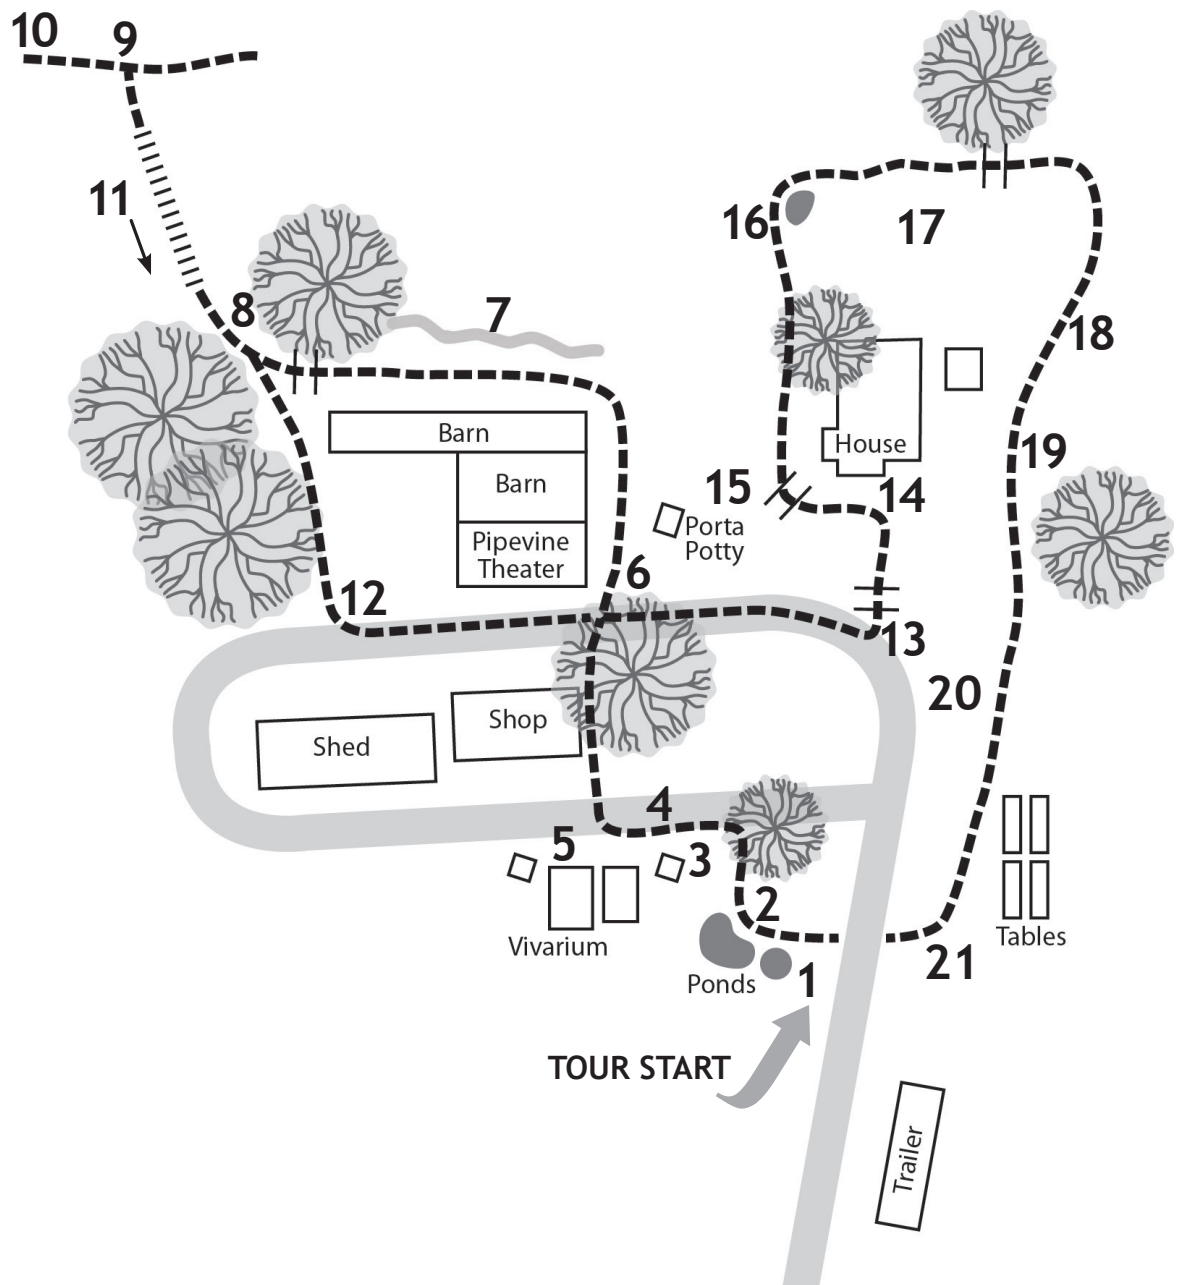 10
9
11
16
17
8
7
18
Barn
House
19
Barn
15
14
Porta
Potty
Pipevine
Theater
6
12
13
20
Shop
Shed
4
5
3
2
Vivarium
Tables
21
Ponds
1
TOUR START
Trailer